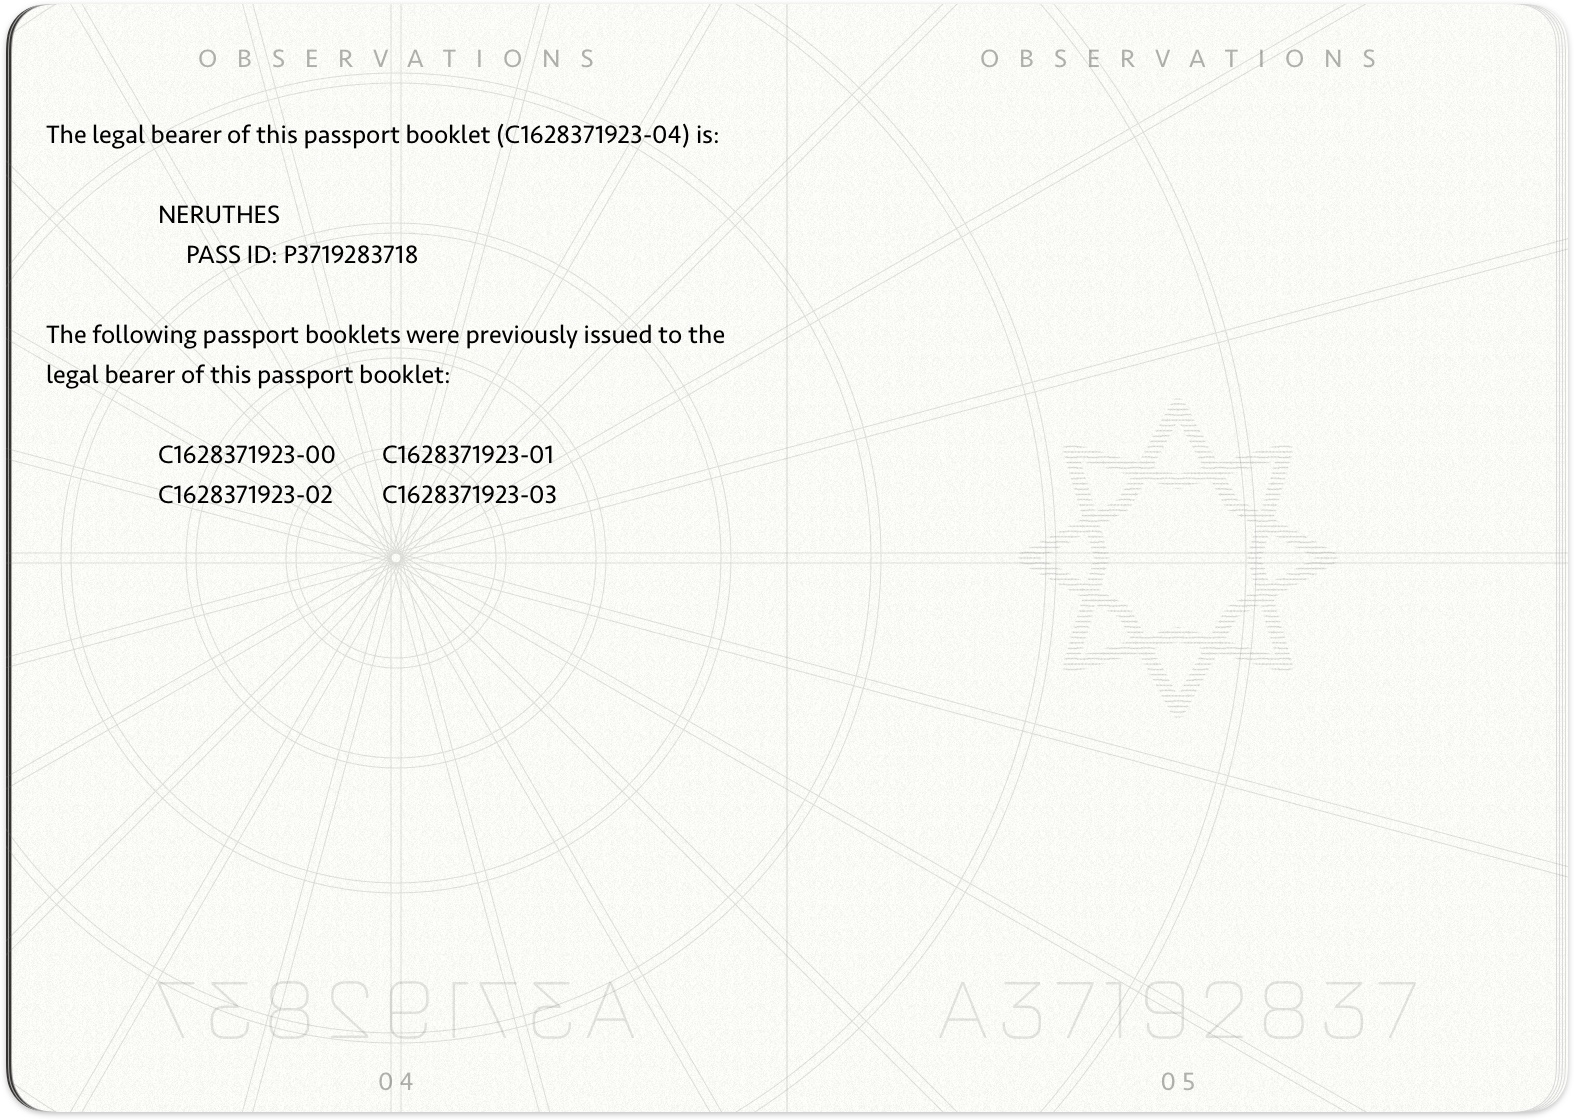 OBSERVATIONS
The legal bearer of this passport booklet (C1628371923-04) is:
NERUTHES
PASS ID: P3719283718
The following passport booklets were previously issued to the
legal bearer of this passport booklet:
C1628371923-00 C1628371923-01
C1628371923-02 C1628371923-03
A37192837
04
OBSERVATIONS
A37192837
05